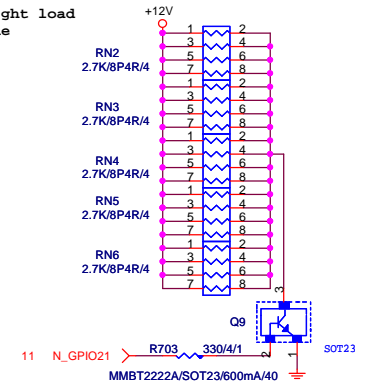 ght load
e
+12V
1 2
3 4
RN2
5 6
2.7K/8P4R/4
7 8
1 2
3 4
RN3
5 6
2.7K/8P4R/4
7 8
1 2
3 4
RN4
5 6
2.7K/8P4R/4
7 8
1 2
3 4
RN5
5 6
2.7K/8P4R/4
7 8
1 2
3 4
RN6
5 6
2.7K/8P4R/4
7 8
3
Q9
SOT23
R703 330/4/1
2 1
11 N_GPIO21
MMBT2222A/SOT23/600mA/40